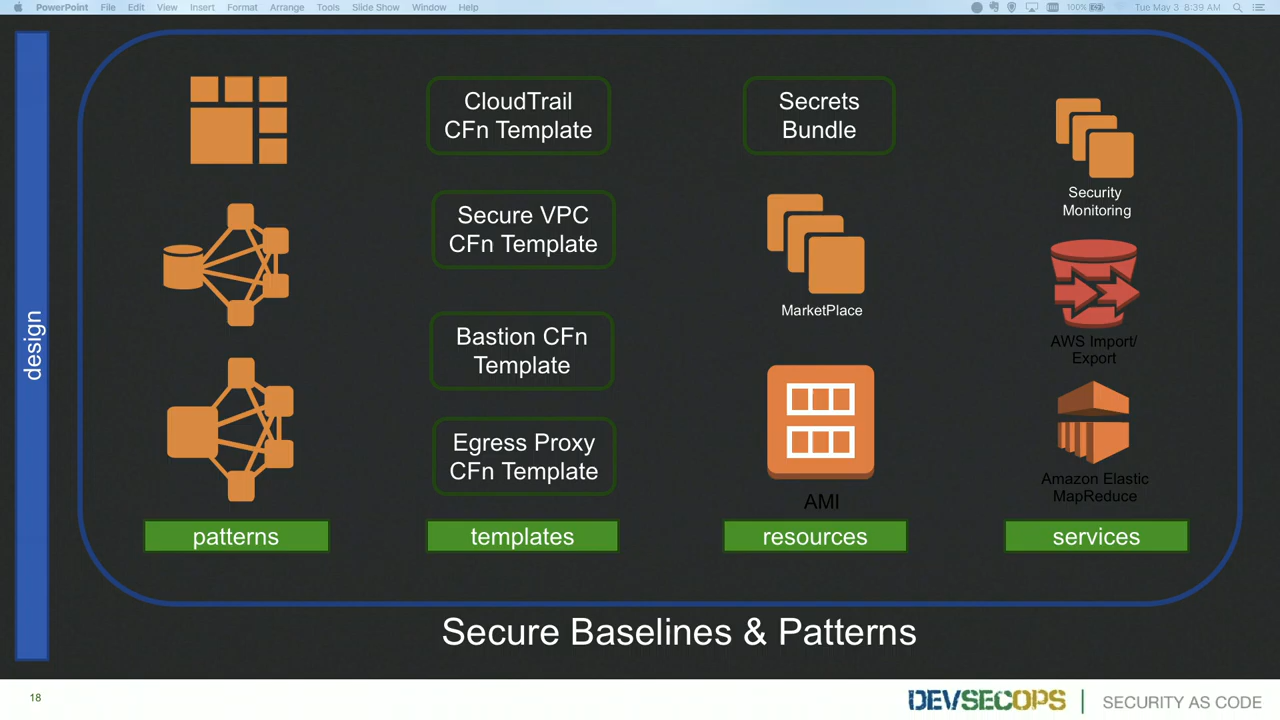 PowerPoint File Edit View Insert Format Arrange Tools Slide Show Window Help
100% Tue May 3 8:39 AM
design
CloudTrail
CFn Template
Secure VPC
CFn Template
Bastion CFn
Template
Egress Proxy
CFn Template
Secrets
Bundle
MarketPlace
AMI
Security
Monitoring
AWS Import/
Export
Amazon Elastic
MapReduce
patterns
templates
resources
services
Secure Baselines & Patterns
18
DEVSECOPS | SECURITY AS CODE